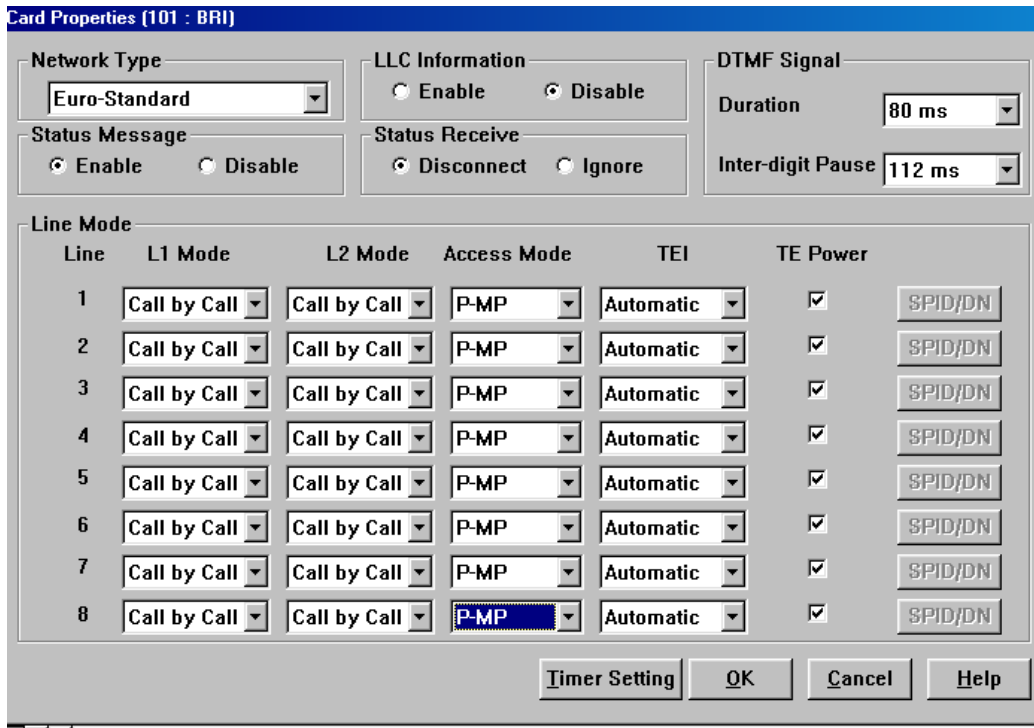 Card Properties (101 : BRI)
Network Type
Euro-Standard
LLC Information
Enable Disable
DTMF Signal
Duration 80 ms
Inter-digit Pause 112 ms
Status Message
Enable Disable
Status Receive
Disconnect Ignore
Line Mode
Line L1 Mode L2 Mode Access Mode TEI TE Power
1 Call by Call Call by Call P-MP Automatic SPID/DN
2 Call by Call Call by Call P-MP Automatic SPID/DN
3 Call by Call Call by Call P-MP Automatic SPID/DN
4 Call by Call Call by Call P-MP Automatic SPID/DN
5 Call by Call Call by Call P-MP Automatic SPID/DN
6 Call by Call Call by Call P-MP Automatic SPID/DN
7 Call by Call Call by Call P-MP Automatic SPID/DN
8 Call by Call Call by Call P-MP Automatic SPID/DN
Timer Setting OK Cancel Help